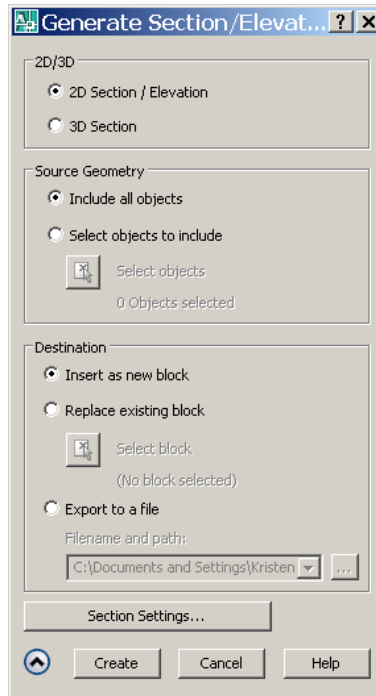 Generate Section/Elevat... ? X
2D/3D
2D Section / Elevation
3D Section
Source Geometry
Include all objects
Select objects to include
Select objects
0 Objects selected
Destination
Insert as new block
Replace existing block
Select block
(No block selected)
Export to a file
Filename and path:
C:\Documents and Settings\Kristen ...
Section Settings...
Create Cancel Help